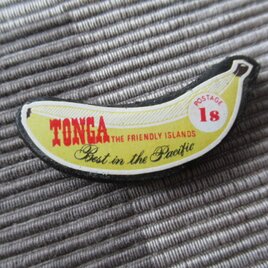 POSTAGE
1s
TONGA THE FRIENDLY ISLANDS
Best in the Pacific